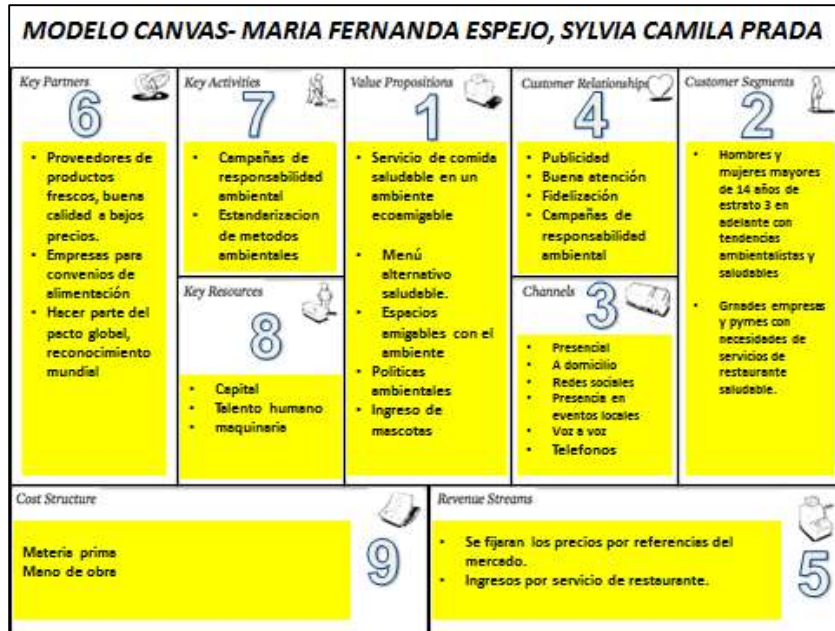 MODELO CANVAS- MARIA FERNANDA ESPEJO, SYLVIA CAMILA PRADA
Key Partners
6
• Proveedores de
productos
frescos, buena
calidad a bajos
precios.
• Empresas para
convenios de
alimentación
• Hacer parte del
pacto global,
reconocimiento
mundial
Key Activities
7
• Campañas de
responsabilidad
ambiental
• Estandarizacion
de metodos
ambientales
Key Resources
8
• Capital
• Talento humano
• maquinaria
Value Propositions
1
• Servicio de comida
saludable en un
ambiente
ecoamigable
• Menú
alternativo
saludable.
• Espacios
amigables con el
ambiente
• Politicas
ambientales
• Ingreso de
mascotas
Customer Relationships
4
• Publicidad
• Buena atención
• Fidelización
• Campañas de
responsabilidad
ambiental
Channels
3
• Presencial
• A domicilio
• Redes sociales
• Presencia en
eventos locales
• Voz a voz
• Telefonos
Customer Segments
2
• Hombres y
mujeres mayores
de 14 años de
estrato 3 en
adelante con
tendencias
ambientalistas y
saludables
• Grnades empresas
y pymes con
necesidades de
servicios de
restaurante
saludable.
Cost Structure
9
Materia prima
Mano de obra
Revenue Streams
5
• Se fijaran los precios por referencias del
mercado.
• Ingresos por servicio de restaurante.